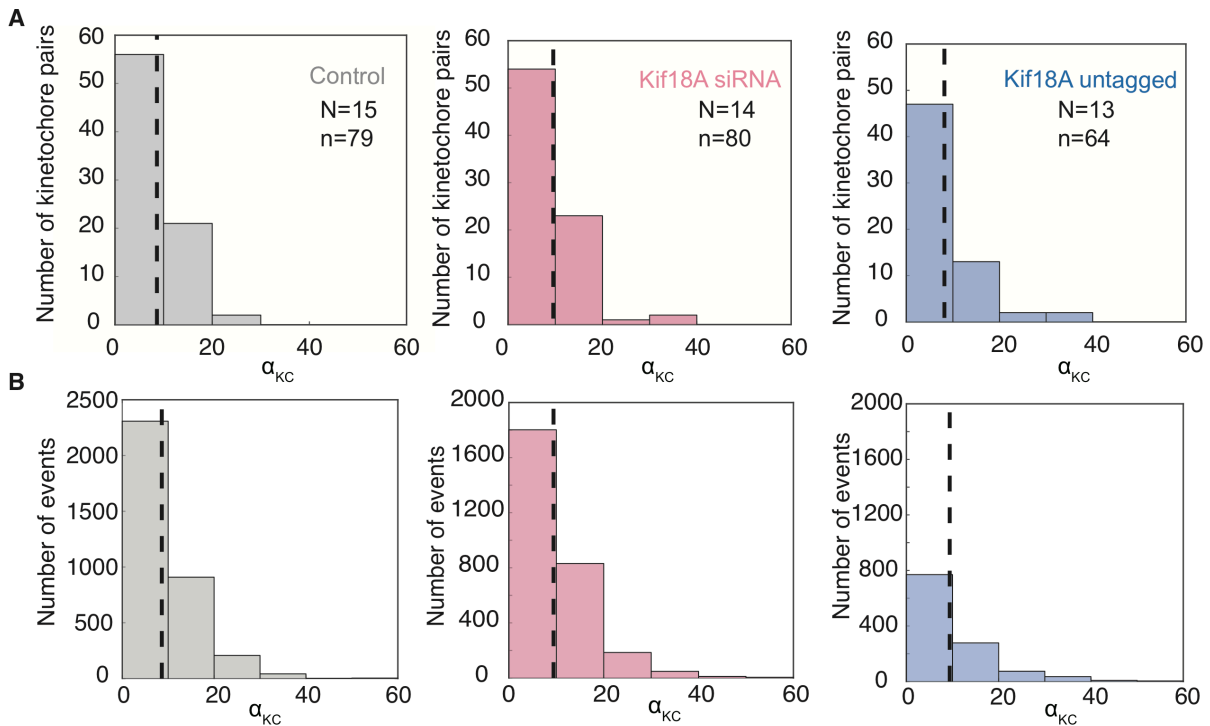 A
Number of kinetochore pairs
60
50
40
30
20
10
0
Control
N=15
n=79
0 20 40 60
αKC
Number of kinetochore pairs
60
50
40
30
20
10
0
Kif18A siRNA
N=14
n=80
0 20 40 60
αKC
Number of kinetochore pairs
60
50
40
30
20
10
0
Kif18A untagged
N=13
n=64
0 20 40 60
αKC
B
Number of events
2500
2000
1500
1000
500
0
0 20 40 60
αKC
Number of events
2000
1600
1200
800
400
0
0 20 40 60
αKC
Number of events
2000
1600
1200
800
400
0
0 20 40 60
αKC